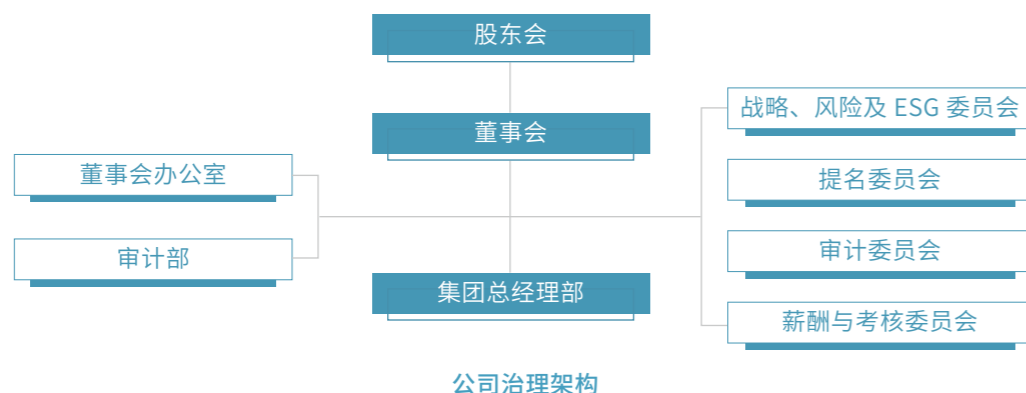 股东会
董事会
董事会办公室
审计部
集团总经理部
战略、风险及 ESG 委员会
提名委员会
审计委员会
薪酬与考核委员会
公司治理架构